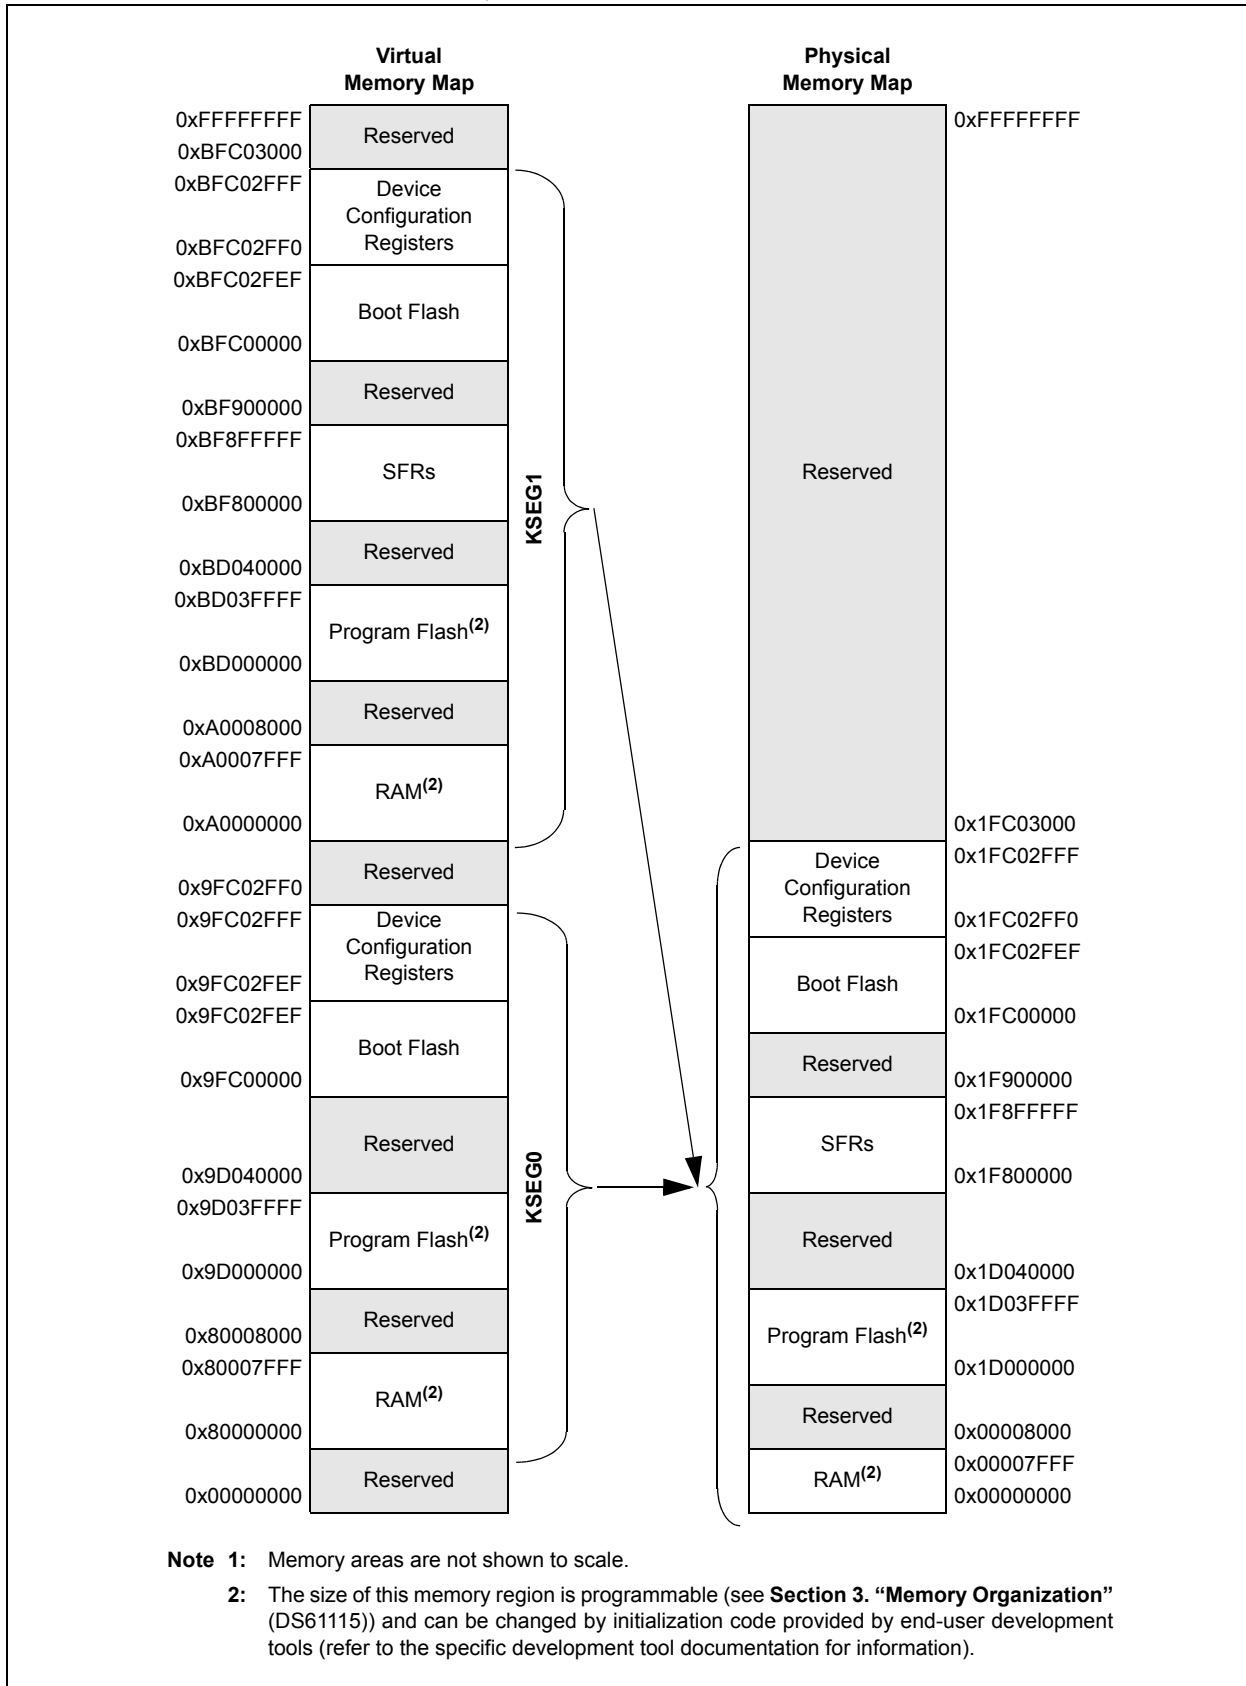 Virtual
Memory Map
0xFFFFFFFF
0xBFC03000
Reserved
0xBFC02FFF
0xBFC02FF0
Device
Configuration
Registers
0xBFC02FEF
0xBFC00000
Boot Flash
Reserved
0xBF900000
0xBF8FFFFF
0xBF800000
SFRs
Reserved
0xBD040000
0xBD03FFFF
0xBD000000
Program Flash(2)
Reserved
0xA0008000
0xA0007FFF
0xA0000000
RAM(2)
KSEG1
Reserved
0x9FC02FF0
0x9FC02FFF
0x9FC02FEF
Device
Configuration
Registers
0x9FC02FEF
0x9FC00000
Boot Flash
Reserved
0x9D040000
0x9D03FFFF
0x9D000000
Program Flash(2)
Reserved
0x80008000
0x80007FFF
0x80000000
RAM(2)
KSEG0
Reserved
0x00000000
Physical
Memory Map
0xFFFFFFFF
Reserved
0x1FC03000
0x1FC02FFF
Device
Configuration
Registers
0x1FC02FF0
0x1FC02FEF
Boot Flash
0x1FC00000
Reserved
0x1F900000
0x1F8FFFFF
SFRs
0x1F800000
Reserved
0x1D040000
0x1D03FFFF
Program Flash(2)
0x1D000000
Reserved
0x00008000
0x00007FFF
RAM(2)
0x00000000
Note 1: Memory areas are not shown to scale.
2: The size of this memory region is programmable (see Section 3. “Memory Organization”
(DS61115)) and can be changed by initialization code provided by end-user development
tools (refer to the specific development tool documentation for information).